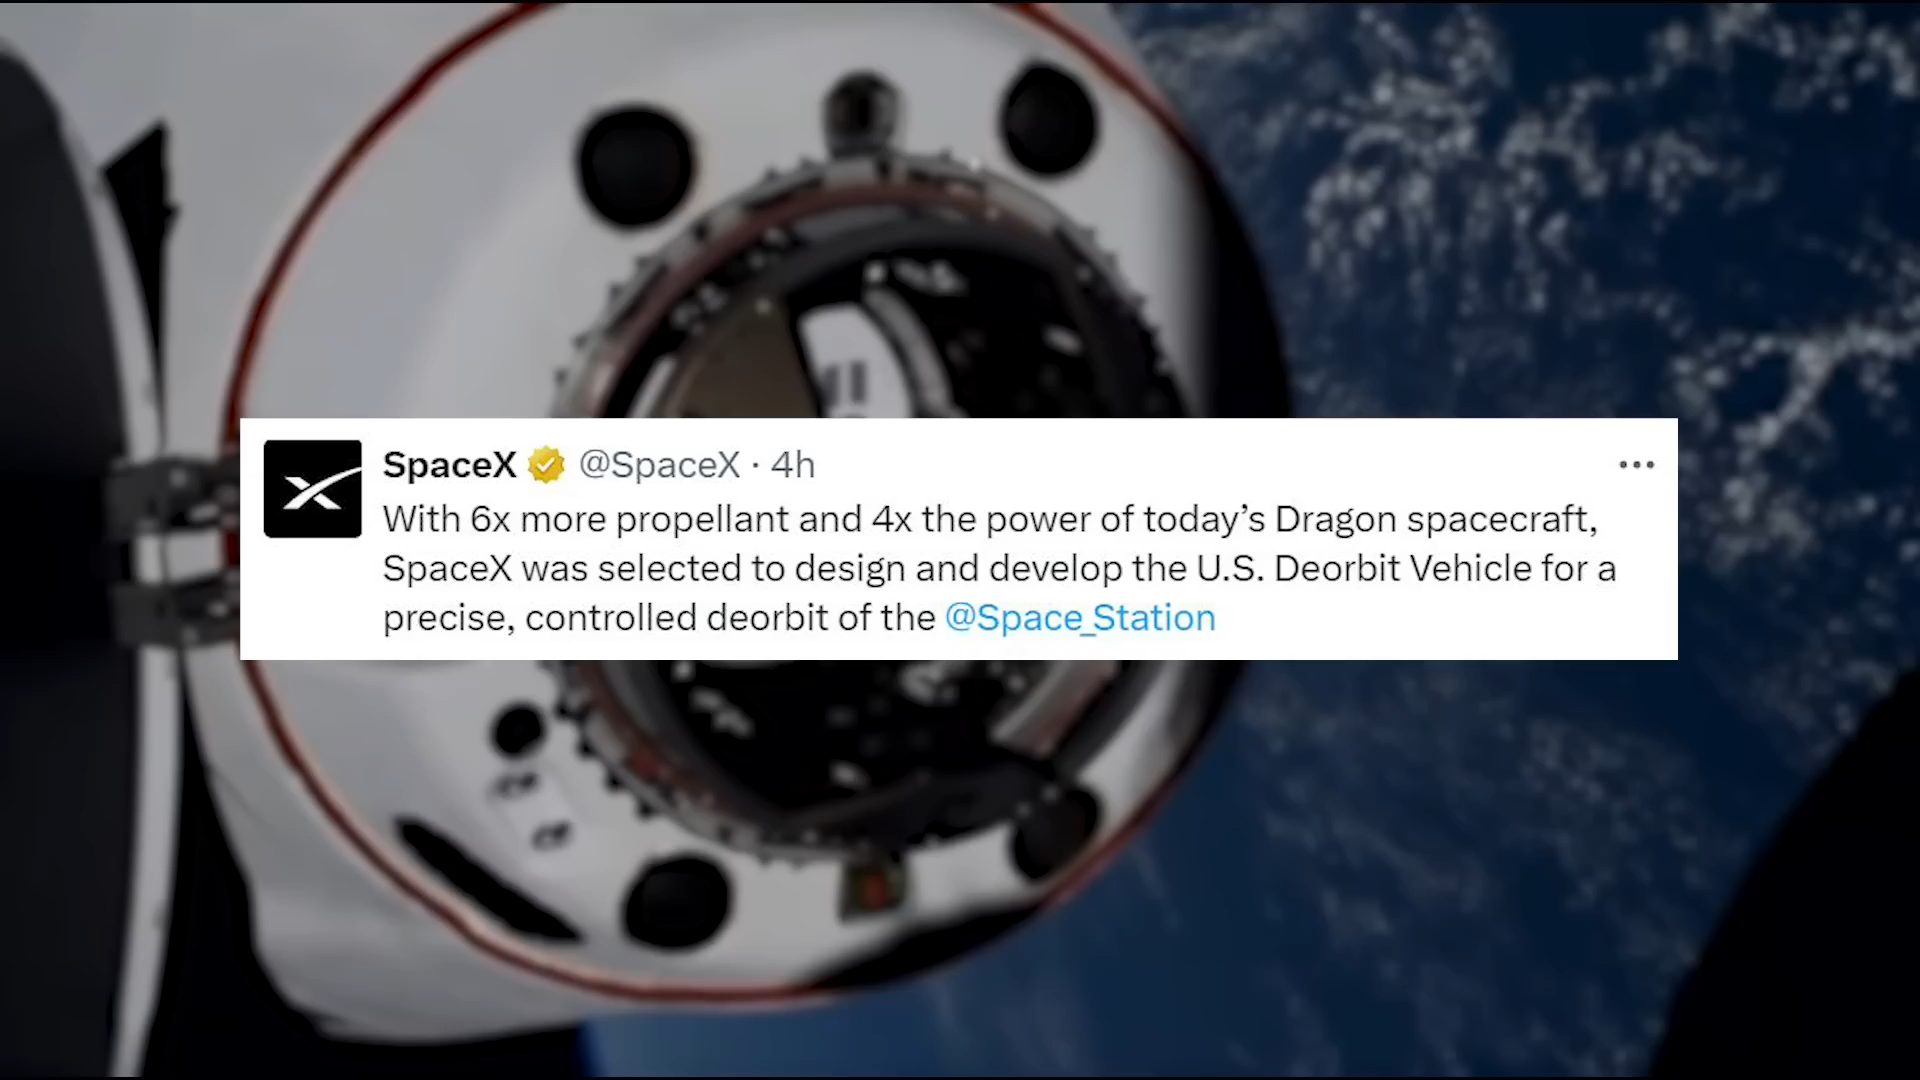 SpaceX @SpaceX · 4h
With 6x more propellant and 4x the power of today’s Dragon spacecraft,
SpaceX was selected to design and develop the U.S. Deorbit Vehicle for a
precise, controlled deorbit of the @Space_Station